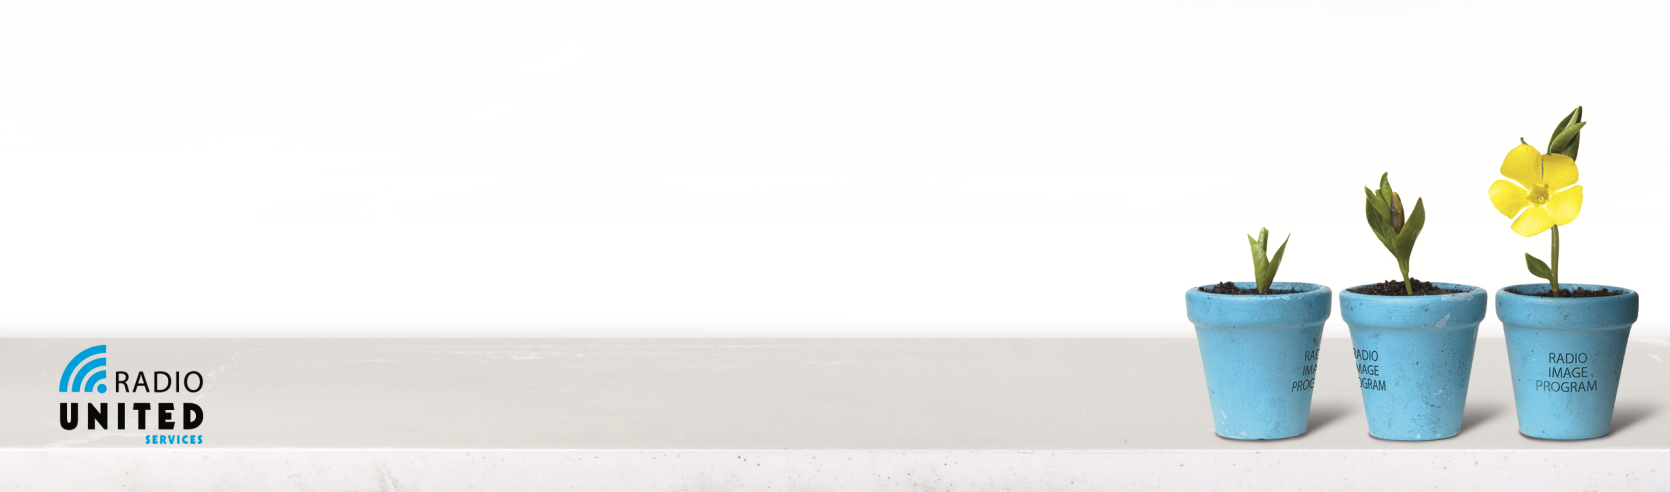 RADIO
UNITED
SERVICES
RADIO
IMAGE
PROGRAM